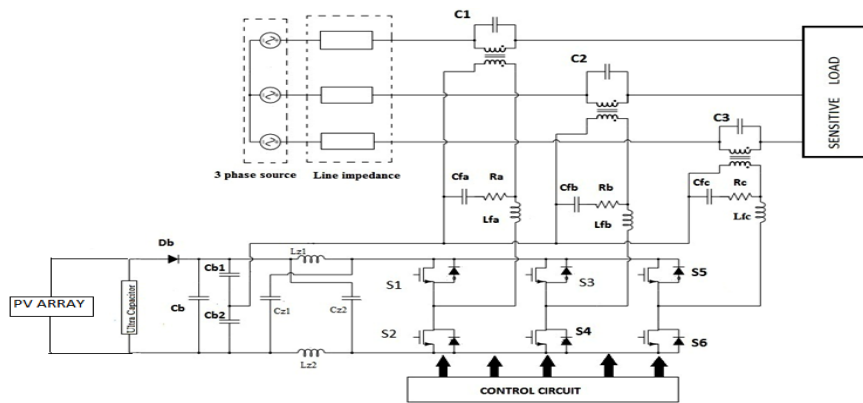 C1
C2
C3
SENSITIVE LOAD
3 phase source
Line impedance
Cfa
Ra
Lfa
Cfb
Rb
Lfb
Cfc
Rc
Lfc
Db
Lz1
Cb1
Cb
Cb2
Cz1
Cz2
Lz2
PV ARRAY
Ultra Capacitor
S1
S3
S5
S2
S4
S6
CONTROL CIRCUIT